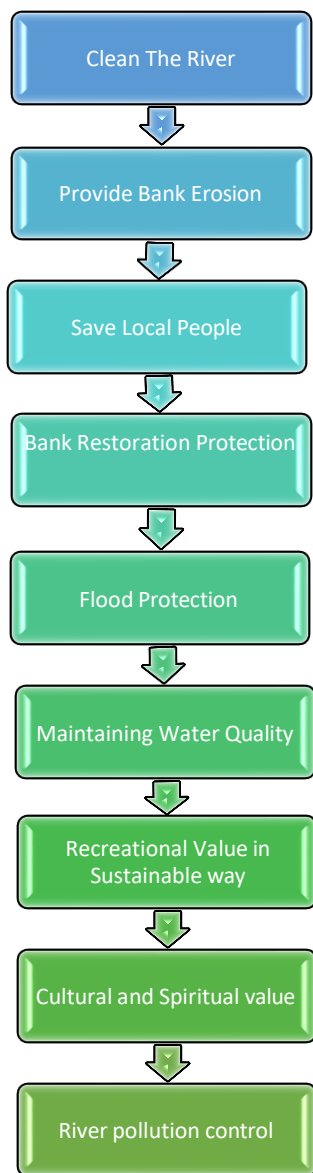 Clean The River
Provide Bank Erosion
Save Local People
Bank Restoration Protection
Flood Protection
Maintaining Water Quality
Recreational Value in
Sustainable way
Cultural and Spiritual value
River pollution control